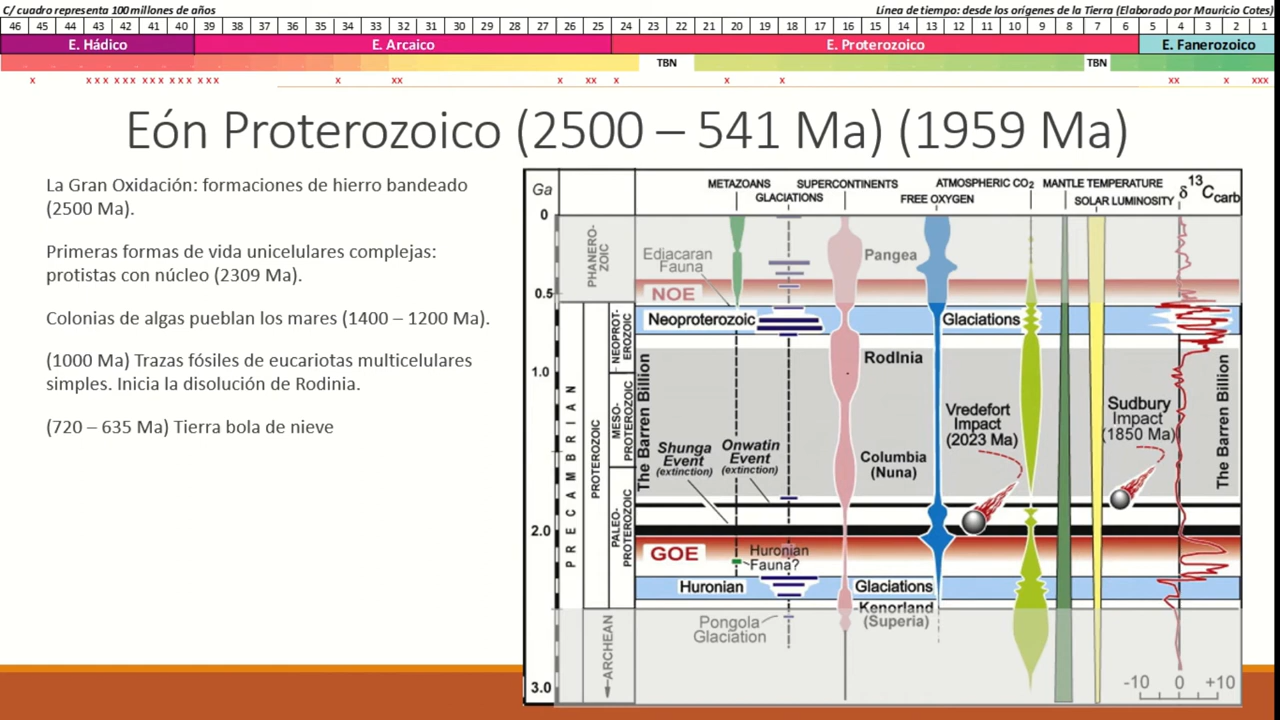 C/ cuadro representa 100 millones de años
Línea de tiempo: desde los orígenes de la Tierra (Elaborado por Mauricio Cotes)
46 45 44 43 42 41 40 39 38 37 36 35 34 33 32 31 30 29 28 27 26 25 24 23 22 21 20 19 18 17 16 15 14 13 12 11 10 9 8 7 6 5 4 3 2 1
E. Hádico E. Arcaico E. Proterozoico E. Fanerozoico
TBN TBN
x x x x x x x x x x x x x x x x x x x x x x x x x x x x x x
Eón Proterozoico (2500 – 541 Ma) (1959 Ma)
La Gran Oxidación: formaciones de hierro bandeado
(2500 Ma).
Primeras formas de vida unicelulares complejas:
protistas con núcleo (2309 Ma).
Colonias de algas pueblan los mares (1400 – 1200 Ma).
(1000 Ma) Trazas fósiles de eucariotas multicelulares
simples. Inicia la disolución de Rodinia.
(720 – 635 Ma) Tierra bola de nieve
Ga
METAZOANS
GLACIATIONS
SUPERCONTINENTS
FREE OXYGEN
ATMOSPHERIC CO2
MANTLE TEMPERATURE
SOLAR LUMINOSITY
δ13Ccarb
0
0.5
1.0
2.0
3.0
PRECAMBRIAN
PROTEROZOIC
PHANERO-
ZOIC
NEOPROT-
EROZOIC
MESO-
PROTEROZOIC
PALEO-
PROTEROZOIC
ARCHEAN
Ediacaran
Fauna
Pangea
NOE
Neoproterozoic
Glaciations
The Barren Billion
RodInia
Vredefort
Impact
(2023 Ma)
Sudbury
Impact
(1850 Ma)
The Barren Billion
Shunga
Event
(extinction)
Onwatin
Event
(extinction)
Columbia
(Nuna)
GOE
Huronian
Fauna?
Huronian
Glaciations
Kenorland
(Superia)
Pongola
Glaciation
-10 0 +10